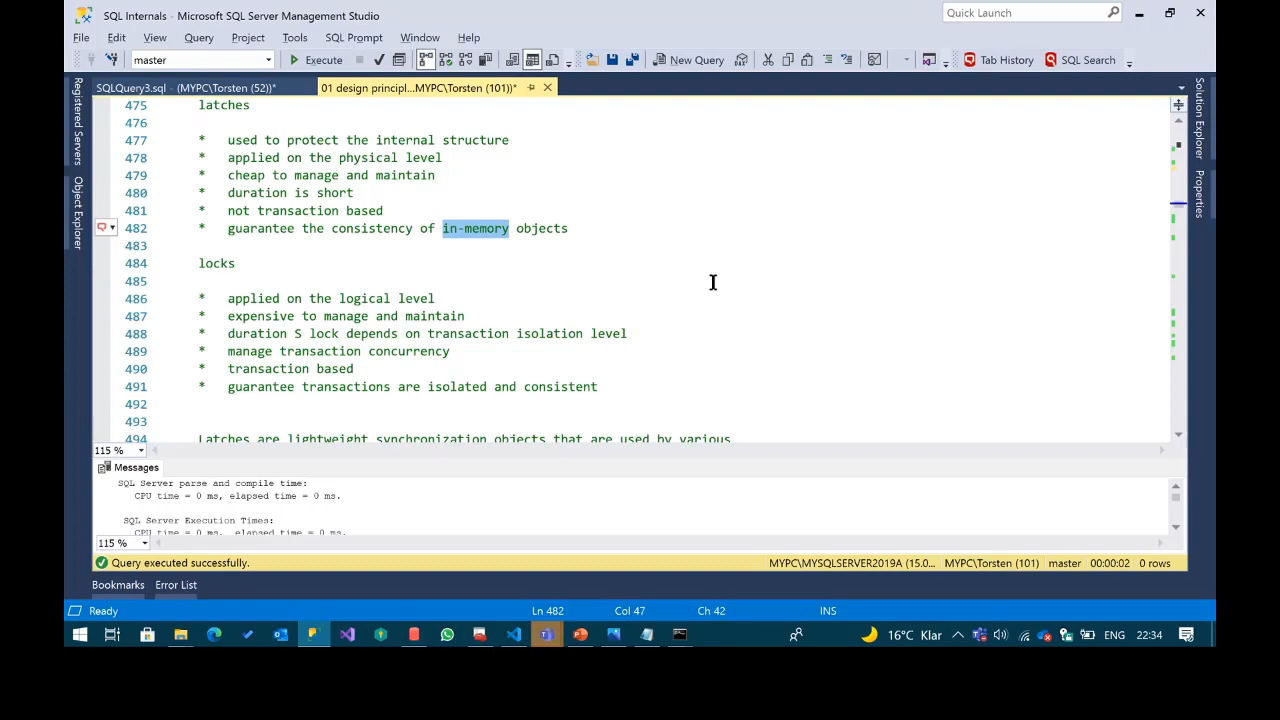 SQL Internals - Microsoft SQL Server Management Studio
Quick Launch
File Edit View Query Project Tools SQL Prompt Window Help
master Execute New Query Tab History SQL Search
SQLQuery3.sql - (MYPC\Torsten (52))* 01 design principl...MYPC\Torsten (101))*
Registered Servers
Object Explorer
Solution Explorer
Properties
475 latches
476
477 * used to protect the internal structure
478 * applied on the physical level
479 * cheap to manage and maintain
480 * duration is short
481 * not transaction based
482 * guarantee the consistency of in-memory objects
483
484 locks
485
486 * applied on the logical level
487 * expensive to manage and maintain
488 * duration S lock depends on transaction isolation level
489 * manage transaction concurrency
490 * transaction based
491 * guarantee transactions are isolated and consistent
492
493
494 Latches are lightweight synchronization objects that are used by various
115 %
Messages
SQL Server parse and compile time:
CPU time = 0 ms, elapsed time = 0 ms.
SQL Server Execution Times:
CPU time = 0 ms, elapsed time = 0 ms.
115 %
Query executed successfully. MYPC\MYSQLSERVER2019A (15.0... MYPC\Torsten (101) master 00:00:02 0 rows
Bookmarks Error List
Ready Ln 482 Col 47 Ch 42 INS
16°C Klar ENG 22:34